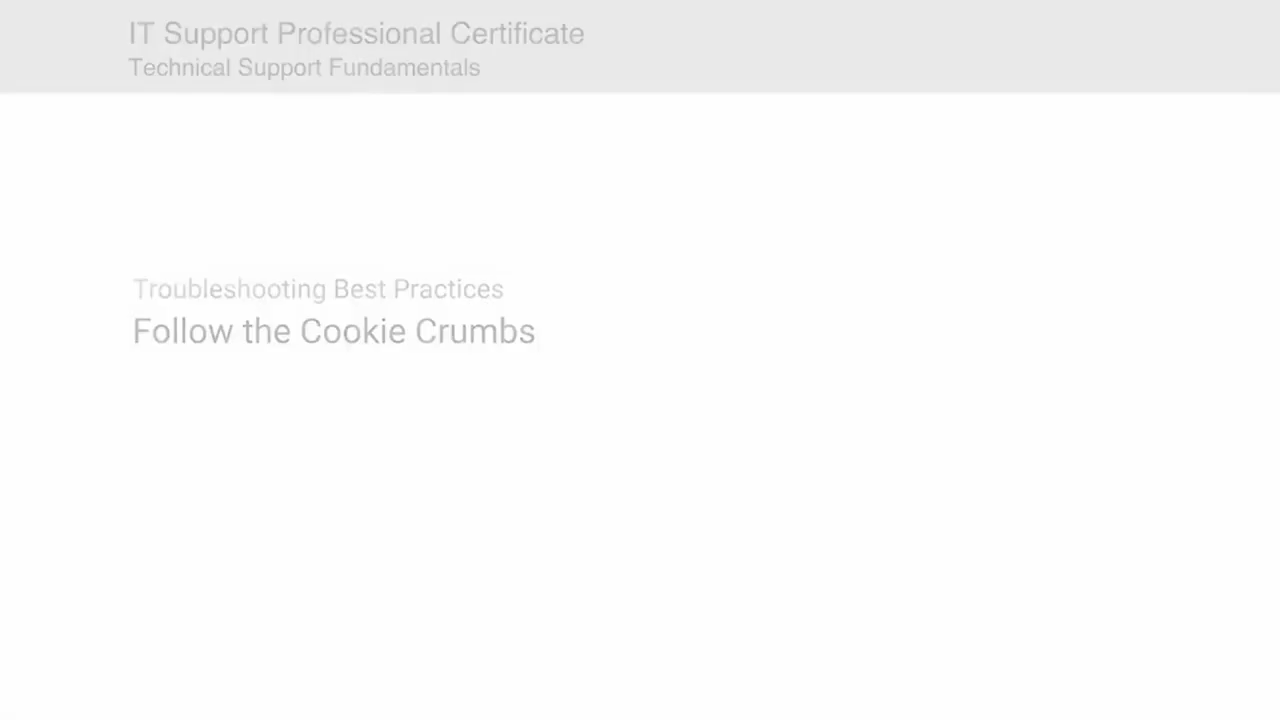 IT Support Professional Certificate
Technical Support Fundamentals
Troubleshooting Best Practices
Follow the Cookie Crumbs